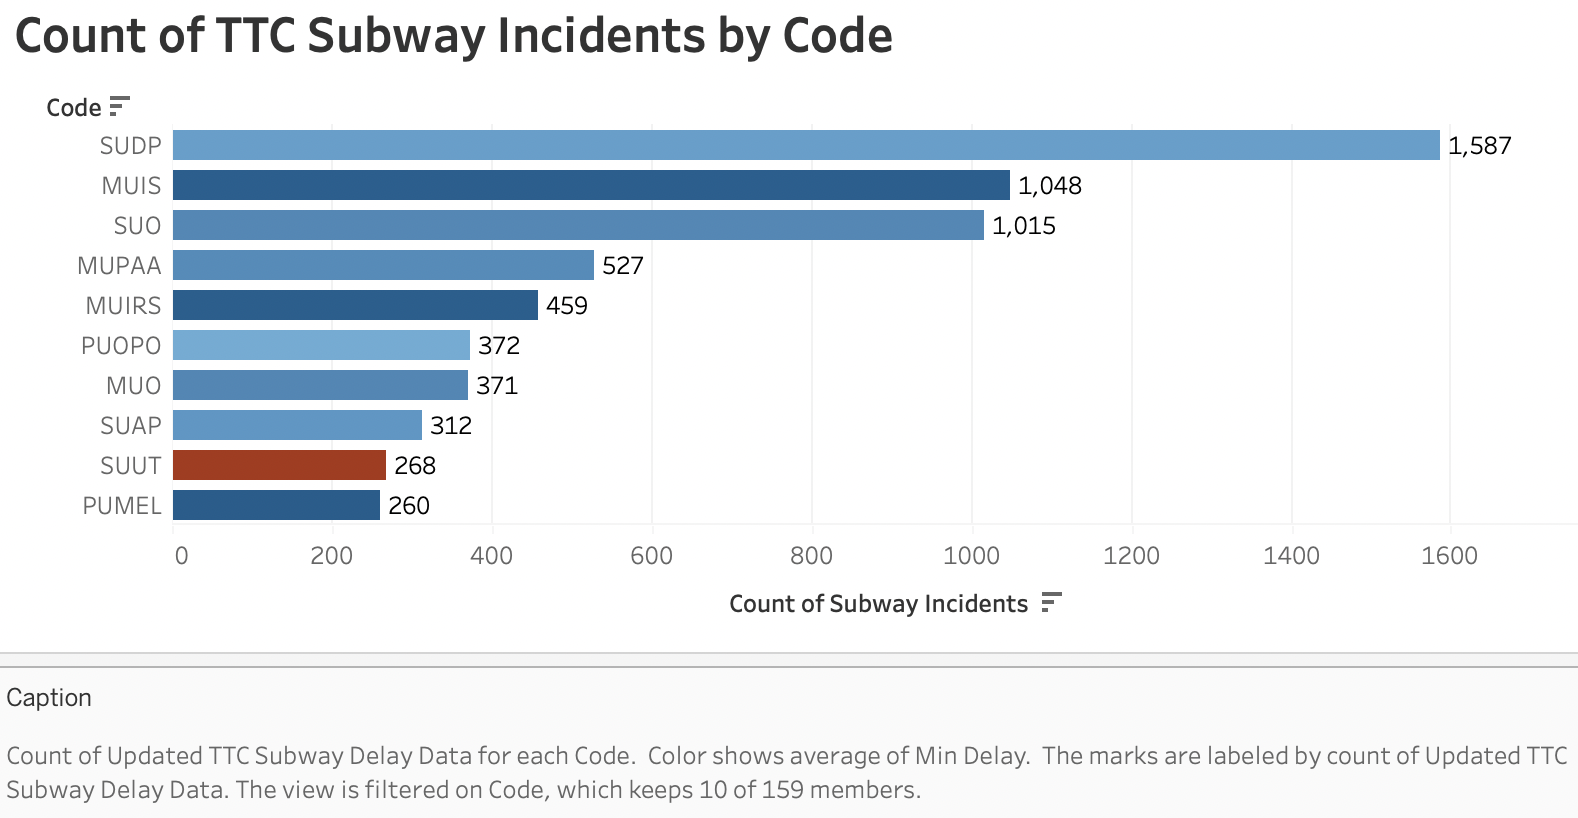 Count of TTC Subway Incidents by Code
Code
SUDP 1,587
MUIS 1,048
SUO 1,015
MUPAA 527
MUIRS 459
PUOPO 372
MUO 371
SUAP 312
SUUT 268
PUMEL 260
0 200 400 600 800 1000 1200 1400 1600
Count of Subway Incidents
Caption
Count of Updated TTC Subway Delay Data for each Code.  Color shows average of Min Delay.  The marks are labeled by count of Updated TTC
Subway Delay Data. The view is filtered on Code, which keeps 10 of 159 members.